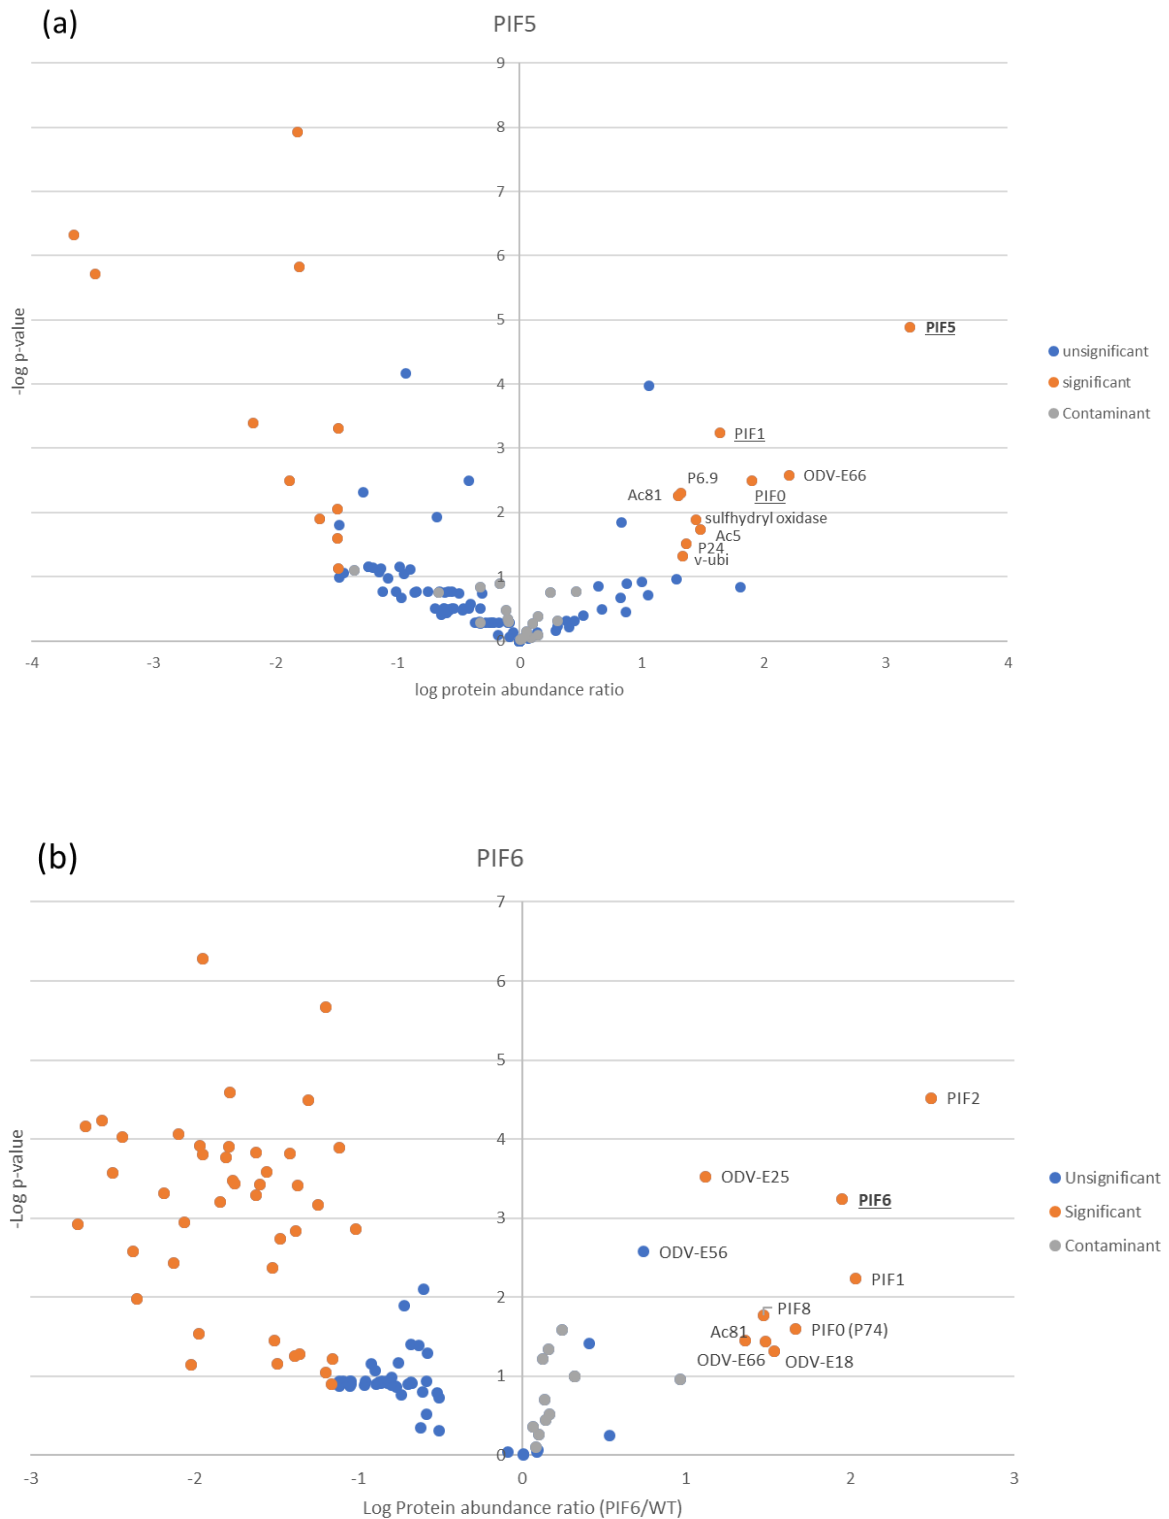 (a)
PIF5
9
8
7
6
5
4
3
2
1
0
-log p-value
PIF5
PIF1
ODV-E66
P6.9
Ac81
PIF0
sulfhydryl oxidase
Ac5
P24
v-ubi
unsignificant
significant
Contaminant
-4 -3 -2 -1 0 1 2 3 4
log protein abundance ratio
(b)
PIF6
7
6
5
4
3
2
1
0
-Log p-value
PIF2
ODV-E25
PIF6
ODV-E56
PIF1
PIF8
Ac81
PIF0 (P74)
ODV-E66
ODV-E18
Unsignificant
Significant
Contaminant
-3 -2 -1 0 1 2 3
Log Protein abundance ratio (PIF6/WT)